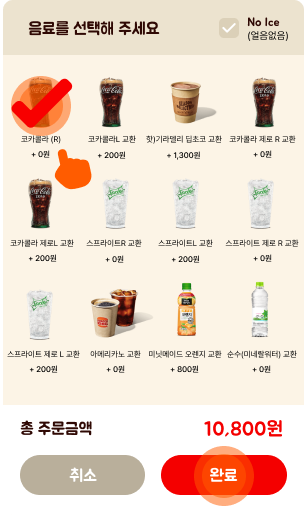 음료를 선택해 주세요
No Ice
(얼음없음)
코카콜라 (R)
+ 0원
코카콜라L 교환
+ 200원
핫)기라델리 딥초코 교환
+ 1,300원
코카콜라 제로 R 교환
+ 0원
코카콜라 제로L 교환
+ 200원
스프라이트R 교환
+ 0원
스프라이트L 교환
+ 200원
스프라이트 제로 R 교환
+ 0원
스프라이트 제로 L 교환
+ 200원
아메리카노 교환
+ 0원
미닛메이드 오렌지 교환
+ 800원
순수(미네랄워터) 교환
+ 0원
총 주문금액
10,800원
취소
완료